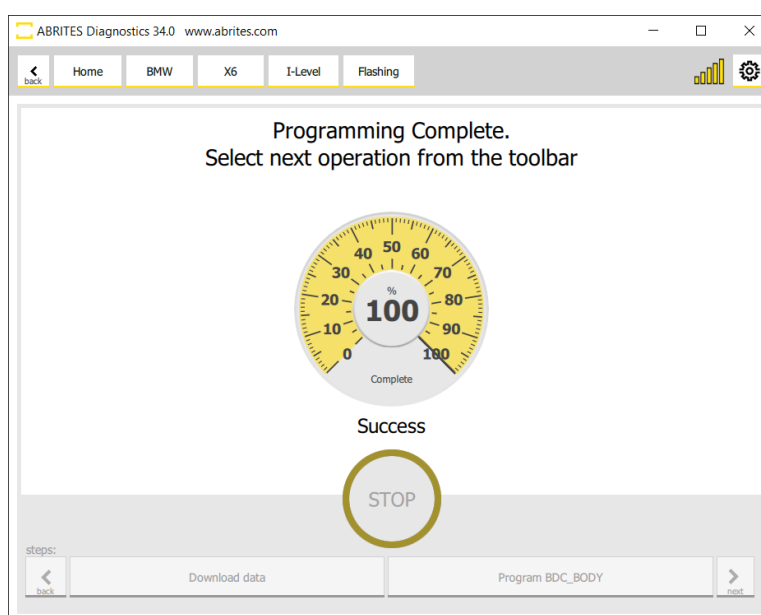 ABRITES Diagnostics 34.0 www.abrites.com
back
Home
BMW
X6
I-Level
Flashing
Programming Complete.
Select next operation from the toolbar
0
10
20
30
40
50
60
70
80
90
100
%
100
Complete
Success
STOP
steps:
back
Download data
Program BDC_BODY
next